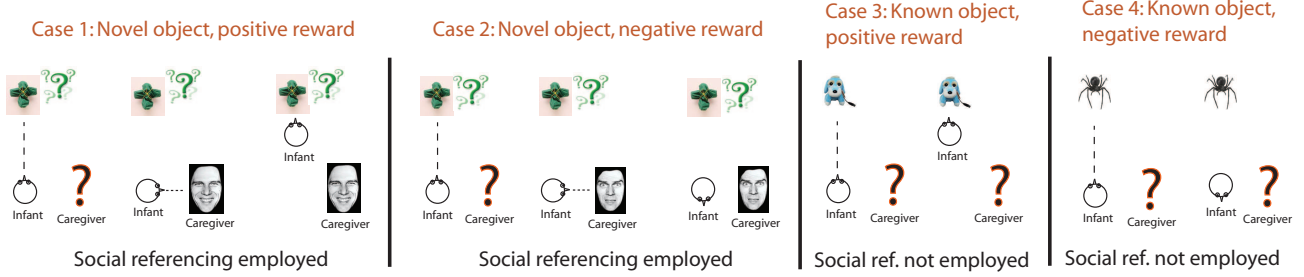 Case 1: Novel object, positive reward
Case 2: Novel object, negative reward
Case 3: Known object,
positive reward
Case 4: Known object,
negative reward
? ? ? ? ?
? ? ? ? ?
? ? ? ? ?
? ? ? ? ?
? ? ? ? ?
? ? ? ? ?
Infant
Infant
?
?
?
?
?
?
Infant
Caregiver
Infant
Caregiver
Caregiver
Infant
Caregiver
Infant
Caregiver
Infant
Caregiver
Infant
Caregiver
Caregiver
Infant
Caregiver
Infant
Caregiver
Social referencing employed
Social referencing employed
Social ref. not employed
Social ref. not employed